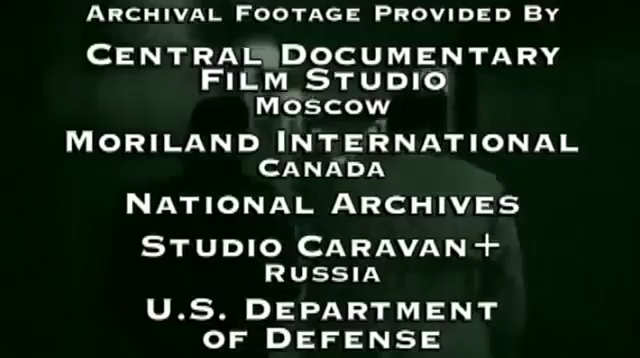 Archival Footage Provided By
Central Documentary
Film Studio
Moscow
Moriland International
Canada
National Archives
Studio Caravan+
Russia
U.S. Department
of Defense